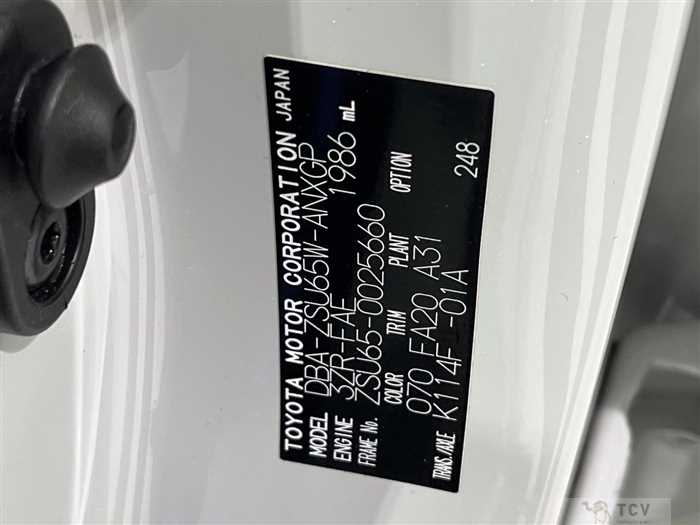 TOYOTA MOTOR CORPORATION JAPAN
MODEL DBA-ZSU65W-ANXGP
ENGINE 3ZR-FAE 1986 mL
FRAME No. ZSU65-0025660
COLOR TRIM PLANT OPTION
070 FA20 A31
TRANS./AXLE K114F -01A 248
TCV